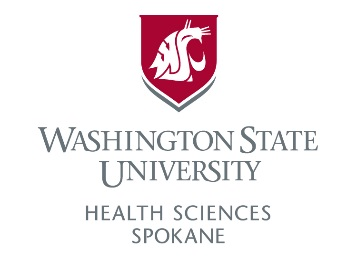 WASHINGTON STATE
UNIVERSITY
HEALTH SCIENCES
SPOKANE